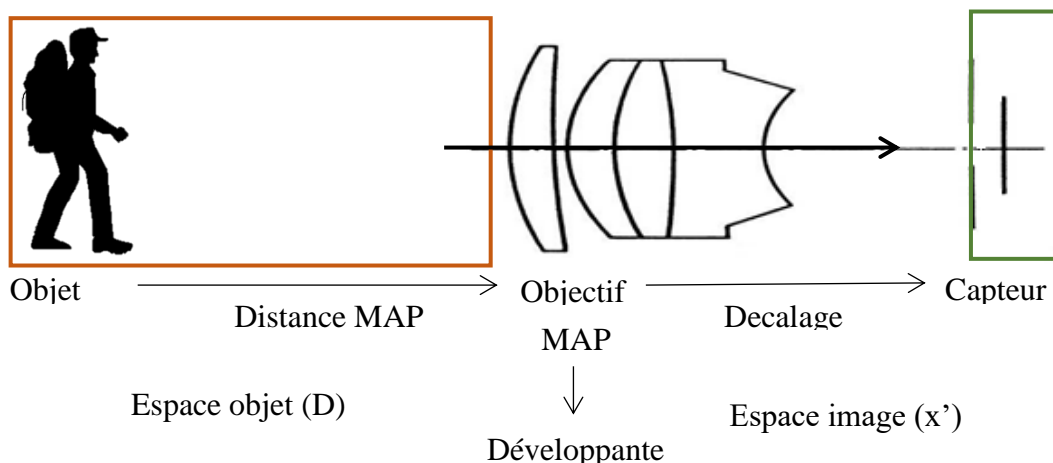 Objet
Objectif
Capteur
Distance MAP
Decalage
MAP
Espace objet (D)
Espace image (x’)
Développante